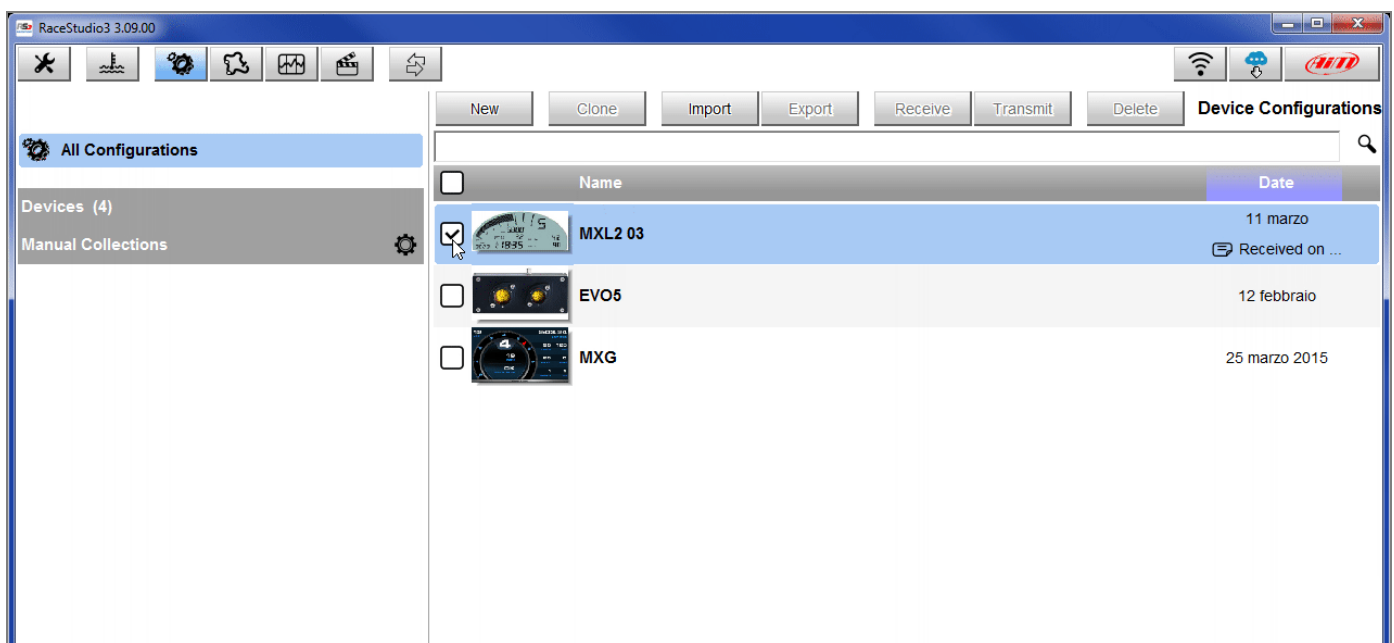 RaceStudio3 3.09.00
AiM
New Clone Import Export Receive Transmit Delete Device Configurations
All Configurations
Name Date
Devices (4)
Manual Collections
MXL2 03
11 marzo
Received on ...
EVO5
12 febbraio
MXG
25 marzo 2015